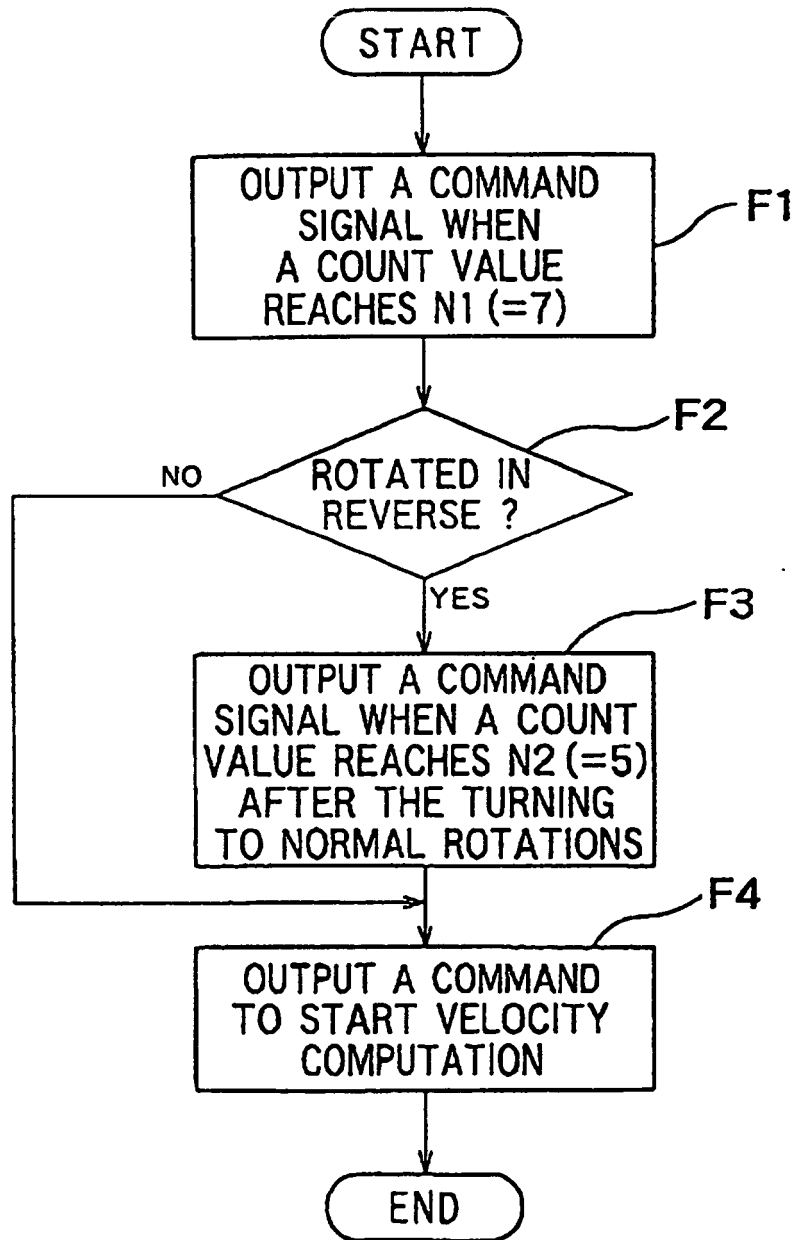 START
OUTPUT A COMMAND
SIGNAL WHEN
A COUNT VALUE
REACHES N1 (=7)
F1
F2
ROTATED IN
REVERSE ?
NO
YES
F3
OUTPUT A COMMAND
SIGNAL WHEN A COUNT
VALUE REACHES N2 (=5)
AFTER THE TURNING
TO NORMAL ROTATIONS
F4
OUTPUT A COMMAND
TO START VELOCITY
COMPUTATION
END